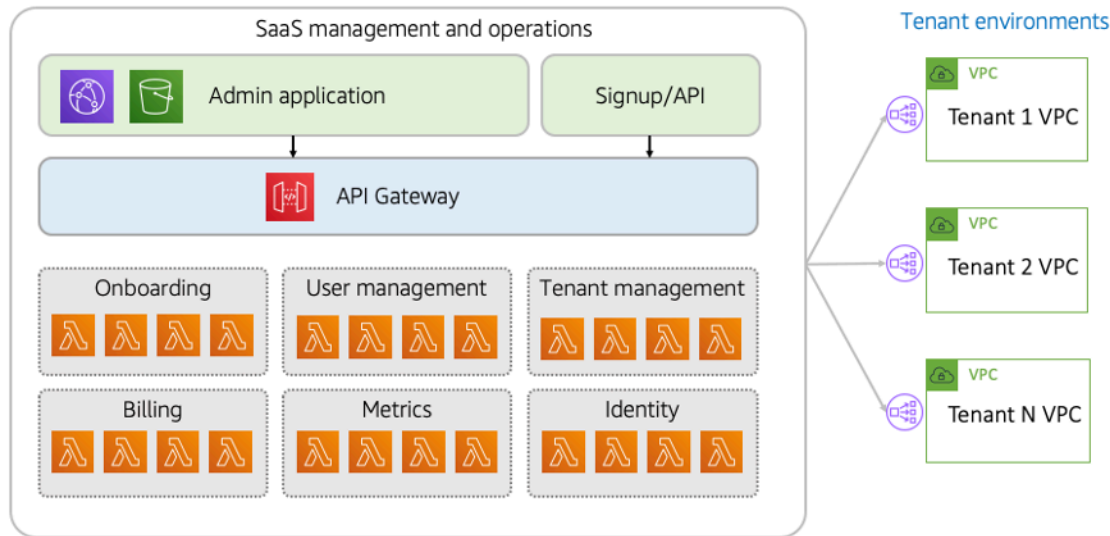 SaaS management and operations
Tenant environments
Admin application
Signup/API
API Gateway
Onboarding
User management
Tenant management
Billing
Metrics
Identity
VPC
Tenant 1 VPC
VPC
Tenant 2 VPC
VPC
Tenant N VPC